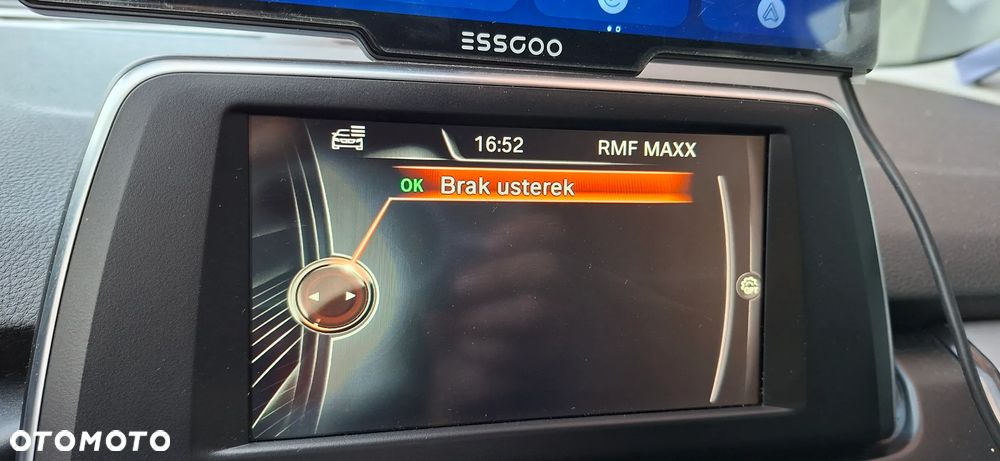 ESSGOO
16:52
RMF MAXX
OK Brak usterek
OTOMOTO